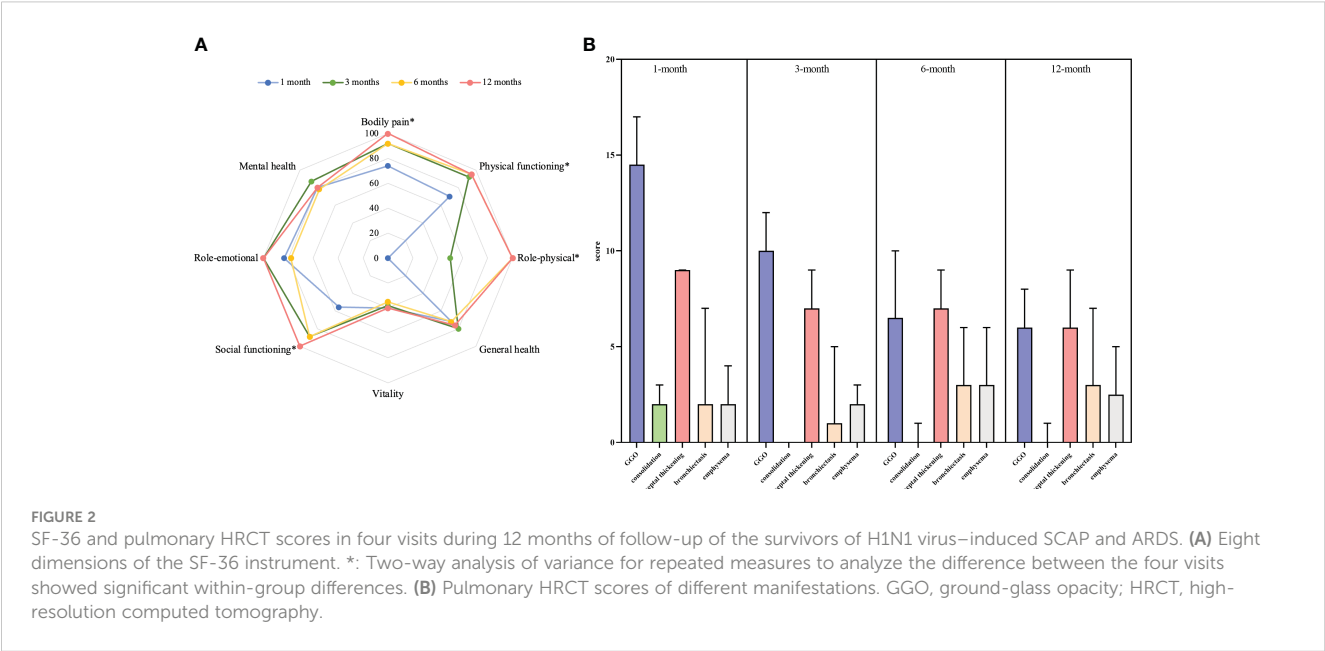 A
1 month 3 months 6 months 12 months
Bodily pain*
Physical functioning*
Role-physical*
General health
Vitality
Social functioning*
Role-emotional
Mental health
100
80
60
40
20
0
B
20
15
10
5
0
score
1-month 3-month 6-month 12-month
GGO consolidation eptal thickening bronchiectasis emphysema
GGO consolidation eptal thickening bronchiectasis emphysema
GGO consolidation eptal thickening bronchiectasis emphysema
GGO consolidation eptal thickening bronchiectasis emphysema
FIGURE 2
SF-36 and pulmonary HRCT scores in four visits during 12 months of follow-up of the survivors of H1N1 virus–induced SCAP and ARDS. (A) Eight
dimensions of the SF-36 instrument. *: Two-way analysis of variance for repeated measures to analyze the difference between the four visits
showed significant within-group differences. (B) Pulmonary HRCT scores of different manifestations. GGO, ground-glass opacity; HRCT, high-
resolution computed tomography.